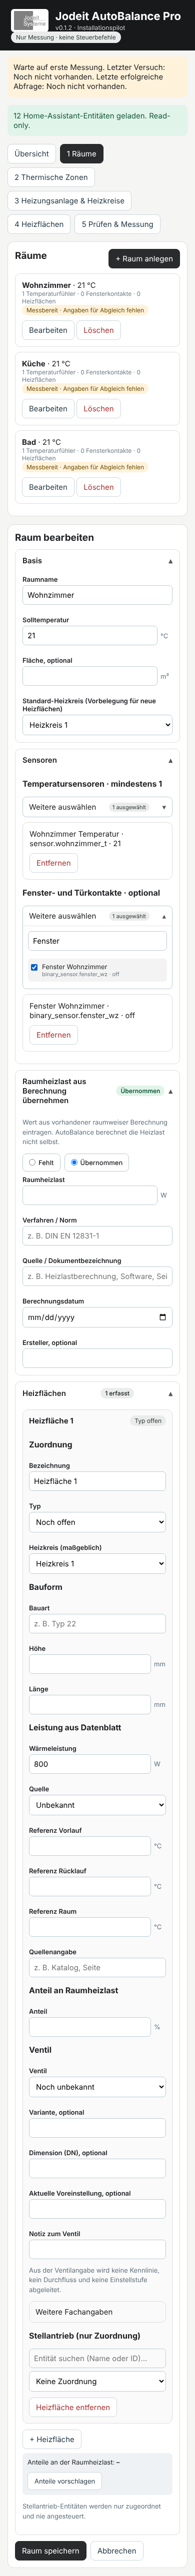 Jodeit AutoBalance Pro
v0.1.2 · Installationspilot
Nur Messung · keine Steuerbefehle
Warte auf erste Messung. Letzter Versuch:
Noch nicht vorhanden. Letzte erfolgreiche
Abfrage: Noch nicht vorhanden.
12 Home-Assistant-Entitäten geladen. Read-
only.
Übersicht
1 Räume
2 Thermische Zonen
3 Heizungsanlage & Heizkreise
4 Heizflächen
5 Prüfen & Messung
Räume
+ Raum anlegen
Wohnzimmer · 21 °C
1 Temperaturfühler · 0 Fensterkontakte · 0
Heizflächen
Messbereit · Angaben für Abgleich fehlen
Bearbeiten
Löschen
Küche · 21 °C
1 Temperaturfühler · 0 Fensterkontakte · 0
Heizflächen
Messbereit · Angaben für Abgleich fehlen
Bearbeiten
Löschen
Bad · 21 °C
1 Temperaturfühler · 0 Fensterkontakte · 0
Heizflächen
Messbereit · Angaben für Abgleich fehlen
Bearbeiten
Löschen
Raum bearbeiten
Basis
Raumname
Wohnzimmer
Solltemperatur
21 °C
Fläche, optional
m²
Standard-Heizkreis (Vorbelegung für neue
Heizflächen)
Heizkreis 1
Sensoren
Temperatursensoren · mindestens 1
Weitere auswählen 1 ausgewählt
Wohnzimmer Temperatur ·
sensor.wohnzimmer_t · 21
Entfernen
Fenster- und Türkontakte · optional
Weitere auswählen 1 ausgewählt
Fenster
Fenster Wohnzimmer
binary_sensor.fenster_wz · off
Fenster Wohnzimmer ·
binary_sensor.fenster_wz · off
Entfernen
Raumheizlast aus
Berechnung
übernehmen
Übernommen
Wert aus vorhandener raumweiser Berechnung
eintragen. AutoBalance berechnet die Heizlast
nicht selbst.
Fehlt
Übernommen
Raumheizlast
W
Verfahren / Norm
z. B. DIN EN 12831-1
Quelle / Dokumentbezeichnung
z. B. Heizlastberechnung, Software, Sei
Berechnungsdatum
mm/dd/yyyy
Ersteller, optional
Heizflächen 1 erfasst
Heizfläche 1 Typ offen
Zuordnung
Bezeichnung
Heizfläche 1
Typ
Noch offen
Heizkreis (maßgeblich)
Heizkreis 1
Bauform
Bauart
z. B. Typ 22
Höhe
mm
Länge
mm
Leistung aus Datenblatt
Wärmeleistung
800 W
Quelle
Unbekannt
Referenz Vorlauf
°C
Referenz Rücklauf
°C
Referenz Raum
°C
Quellenangabe
z. B. Katalog, Seite
Anteil an Raumheizlast
Anteil
%
Ventil
Ventil
Noch unbekannt
Variante, optional
Dimension (DN), optional
Aktuelle Voreinstellung, optional
Notiz zum Ventil
Aus der Ventilangabe wird keine Kennlinie,
kein Durchfluss und keine Einstellstufe
abgeleitet.
Weitere Fachangaben
Stellantrieb (nur Zuordnung)
Entität suchen (Name oder ID)...
Keine Zuordnung
Heizfläche entfernen
+ Heizfläche
Anteile an der Raumheizlast: –
Anteile vorschlagen
Stellantrieb-Entitäten werden nur zugeordnet
und nie angesteuert.
Raum speichern
Abbrechen